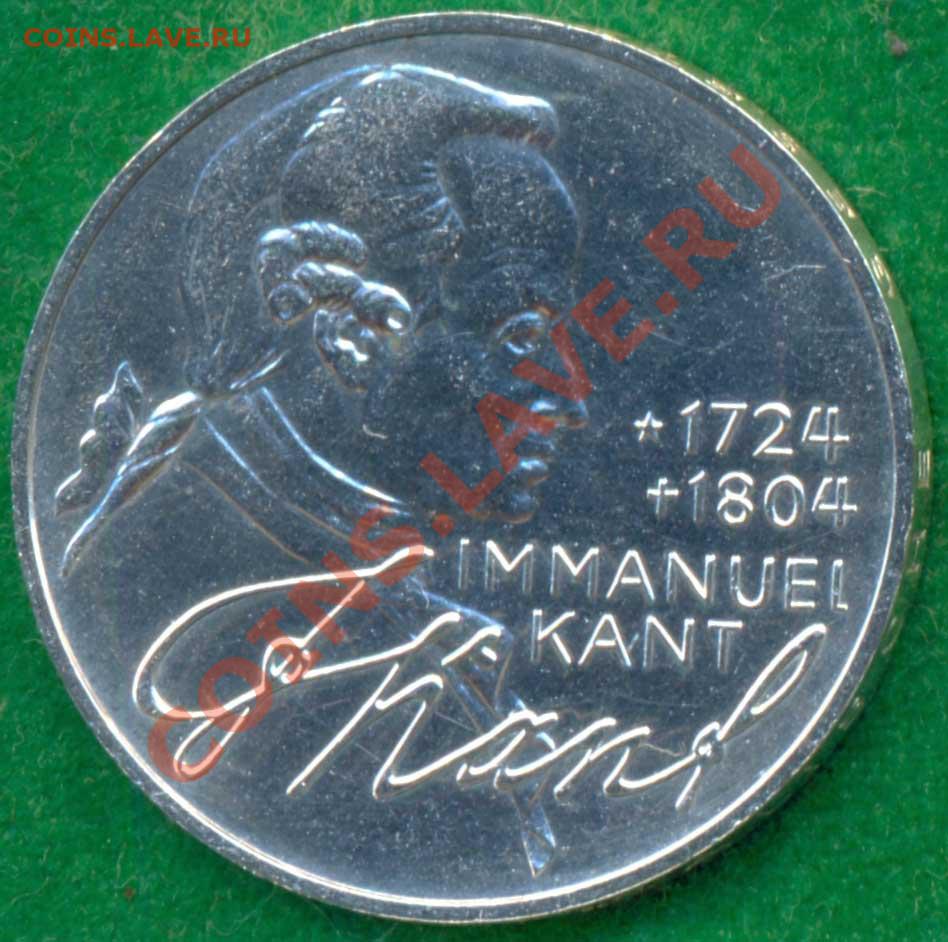 COINS.LAVE.RU
COINS.LAVE.RU
*1724
+1804
IMMANUEL
KANT
I Kant